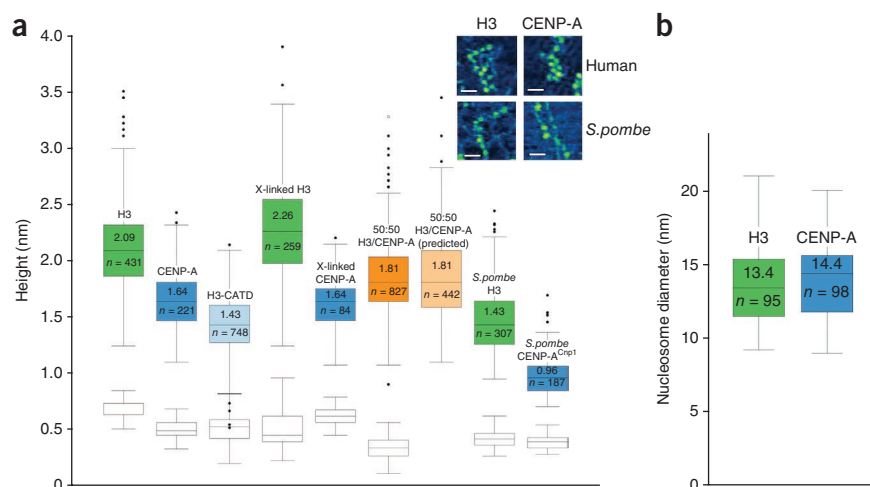 a
b
H3 CENP-A
Human
S.pombe
Height (nm)
4.0
3.5
3.0
2.5
2.0
1.5
1.0
0.5
0
H3
2.09
n = 431
CENP-A
1.64
n = 221
H3-CATD
1.43
n = 748
X-linked H3
2.26
n = 259
X-linked
CENP-A
1.64
n = 84
50:50
H3/CENP-A
1.81
n = 827
50:50
H3/CENP-A
(predicted)
1.81
n = 442
S.pombe
H3
1.43
n = 307
S.pombe
CENP-ACnp1
0.96
n = 187
Nucleosome diameter (nm)
20
15
10
5
0
H3
13.4
n = 95
CENP-A
14.4
n = 98